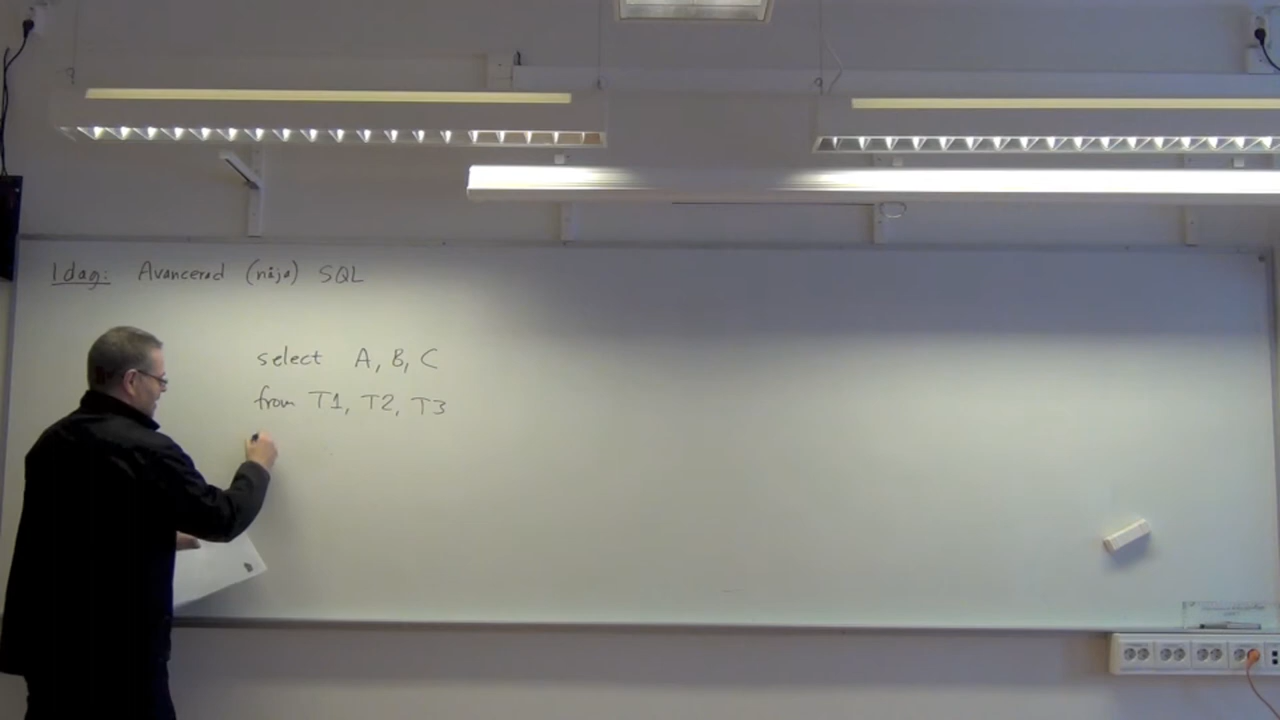 Idag: Avancerad (nåja) SQL
select A, B, C
from T1, T2, T3